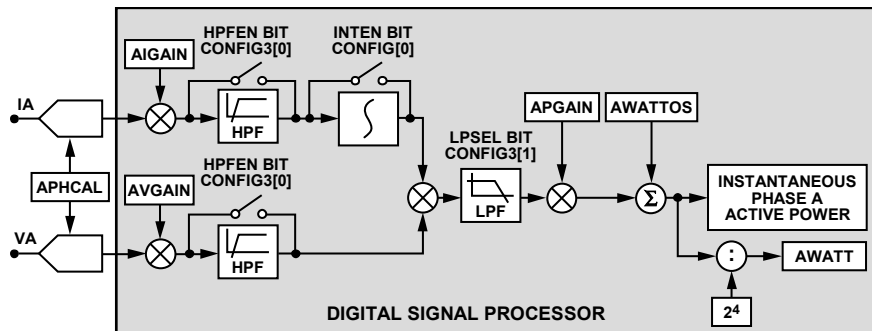 HPFEN BIT
CONFIG3[0]
INTEN BIT
CONFIG[0]
AIGAIN
IA
HPF
LPSEL BIT
CONFIG3[1]
APGAIN
AWATTOS
APHCAL
AVGAIN
HPFEN BIT
CONFIG3[0]
LPF
Σ
INSTANTANEOUS
PHASE A
ACTIVE POWER
VA
HPF
:
AWATT
2⁴
DIGITAL SIGNAL PROCESSOR